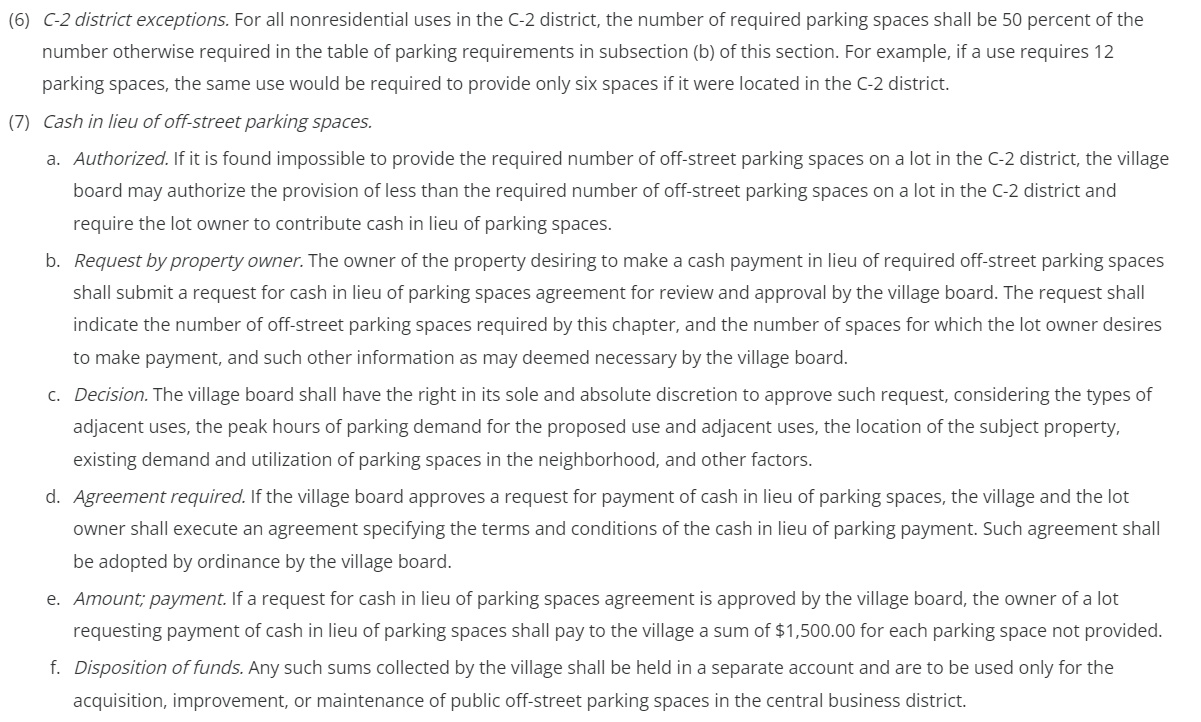 (6) C-2 district exceptions. For all nonresidential uses in the C-2 district, the number of required parking spaces shall be 50 percent of the
number otherwise required in the table of parking requirements in subsection (b) of this section. For example, if a use requires 12
parking spaces, the same use would be required to provide only six spaces if it were located in the C-2 district.
(7) Cash in lieu of off-street parking spaces.
a. Authorized. If it is found impossible to provide the required number of off-street parking spaces on a lot in the C-2 district, the village
board may authorize the provision of less than the required number of off-street parking spaces on a lot in the C-2 district and
require the lot owner to contribute cash in lieu of parking spaces.
b. Request by property owner. The owner of the property desiring to make a cash payment in lieu of required off-street parking spaces
shall submit a request for cash in lieu of parking spaces agreement for review and approval by the village board. The request shall
indicate the number of off-street parking spaces required by this chapter, and the number of spaces for which the lot owner desires
to make payment, and such other information as may deemed necessary by the village board.
c. Decision. The village board shall have the right in its sole and absolute discretion to approve such request, considering the types of
adjacent uses, the peak hours of parking demand for the proposed use and adjacent uses, the location of the subject property,
existing demand and utilization of parking spaces in the neighborhood, and other factors.
d. Agreement required. If the village board approves a request for payment of cash in lieu of parking spaces, the village and the lot
owner shall execute an agreement specifying the terms and conditions of the cash in lieu of parking payment. Such agreement shall
be adopted by ordinance by the village board.
e. Amount; payment. If a request for cash in lieu of parking spaces agreement is approved by the village board, the owner of a lot
requesting payment of cash in lieu of parking spaces shall pay to the village a sum of $1,500.00 for each parking space not provided.
f. Disposition of funds. Any such sums collected by the village shall be held in a separate account and are to be used only for the
acquisition, improvement, or maintenance of public off-street parking spaces in the central business district.